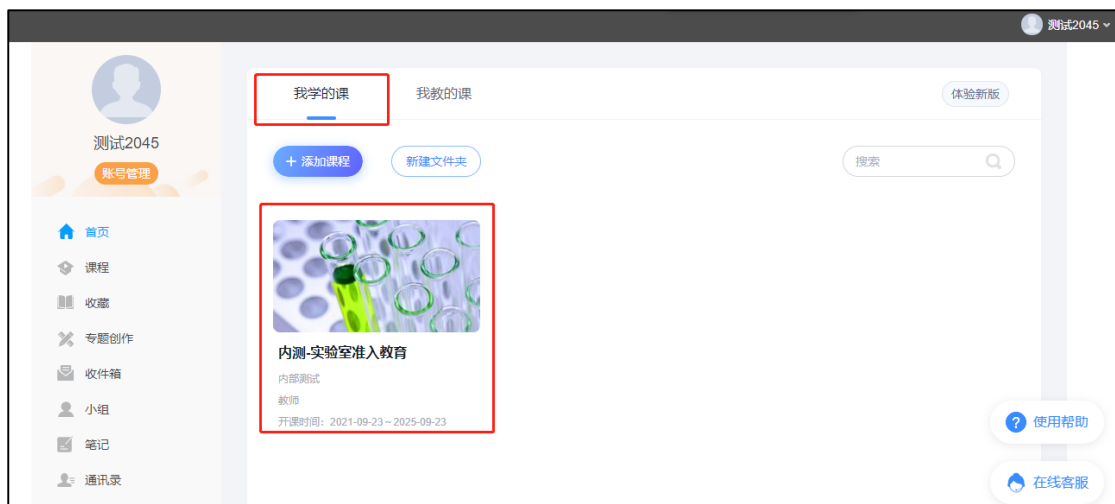 测试2045
测试2045
账号管理
首页
课程
收藏
专题创作
收件箱
小组
笔记
通讯录
我学的课
我教的课
体验新版
+ 添加课程
新建文件夹
搜索
内测-实验室准入教育
内部测试
教师
开课时间：2021-09-23～2025-09-23
? 使用帮助
在线客服